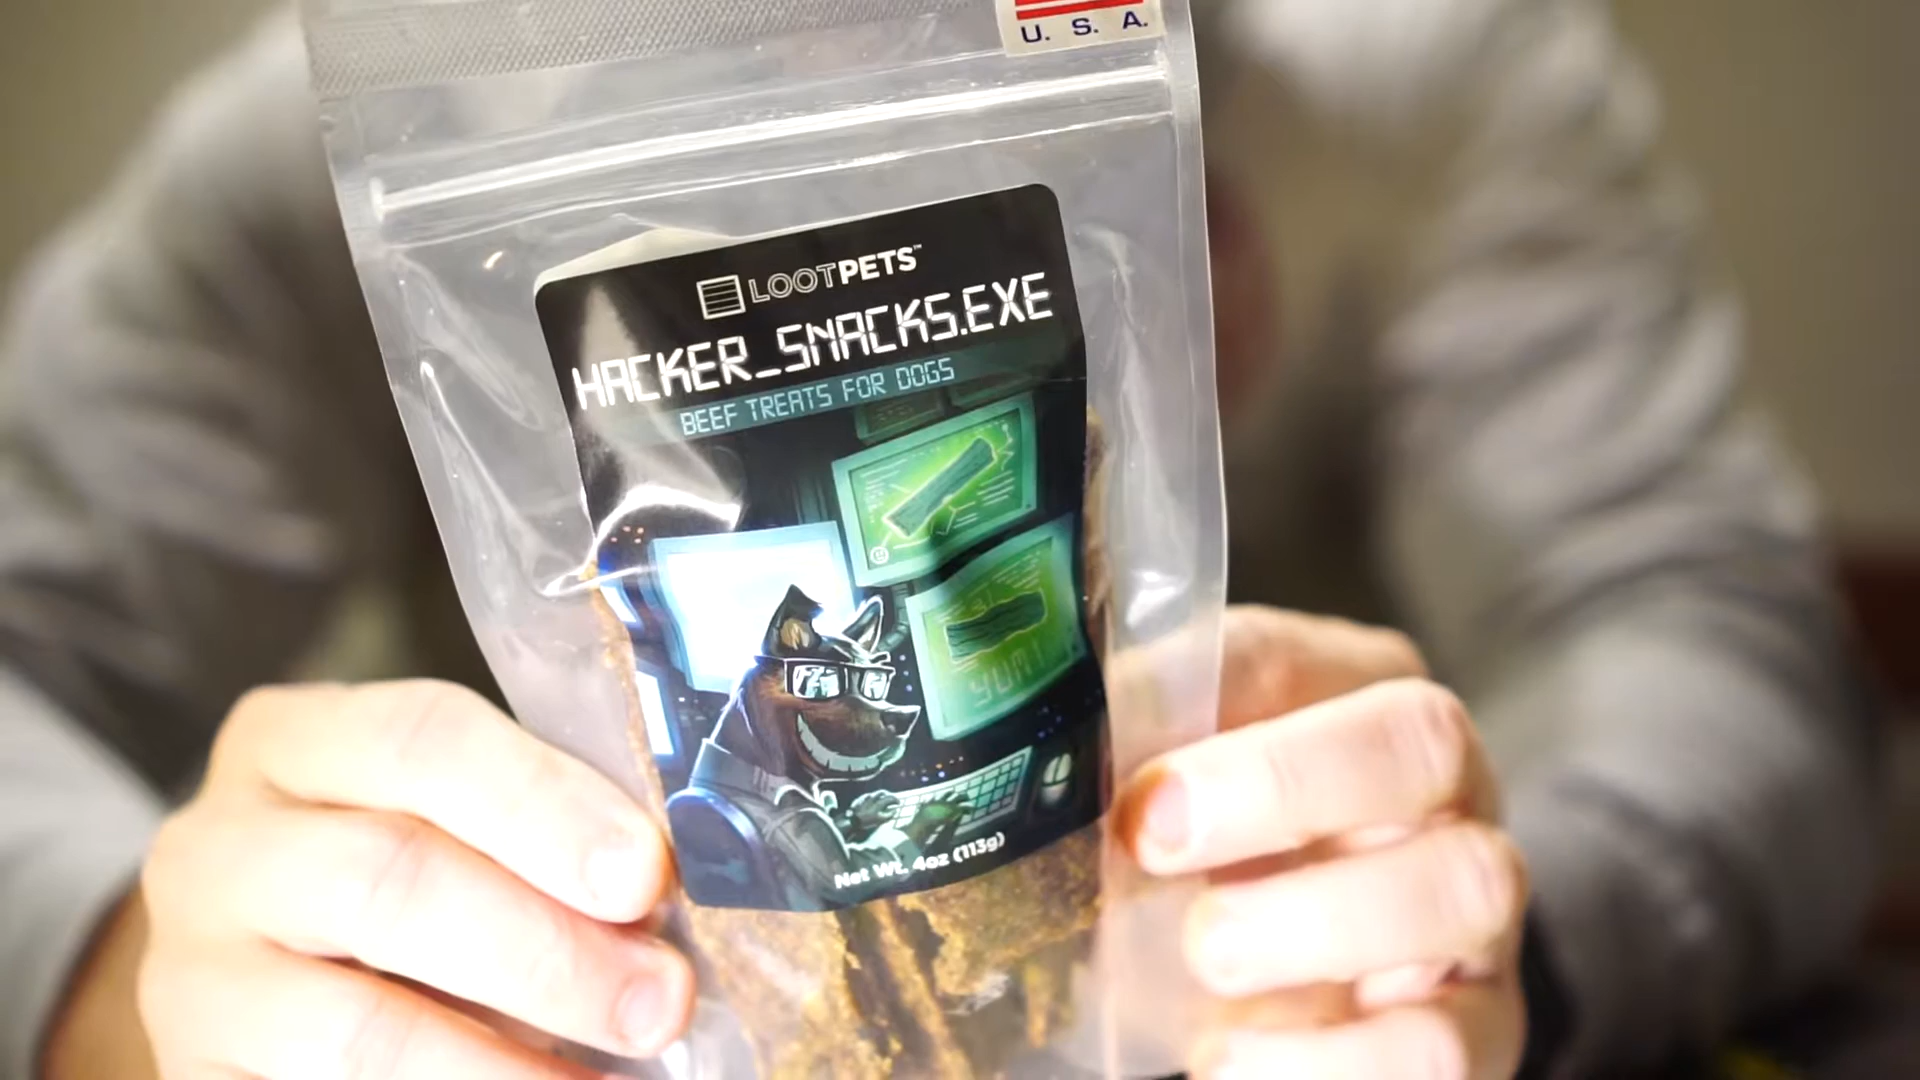 U. S. A.
LOOTPETS™
HACKER_SNACKS.EXE
BEEF TREATS FOR DOGS
YUM!
Net Wt. 4oz (113g)